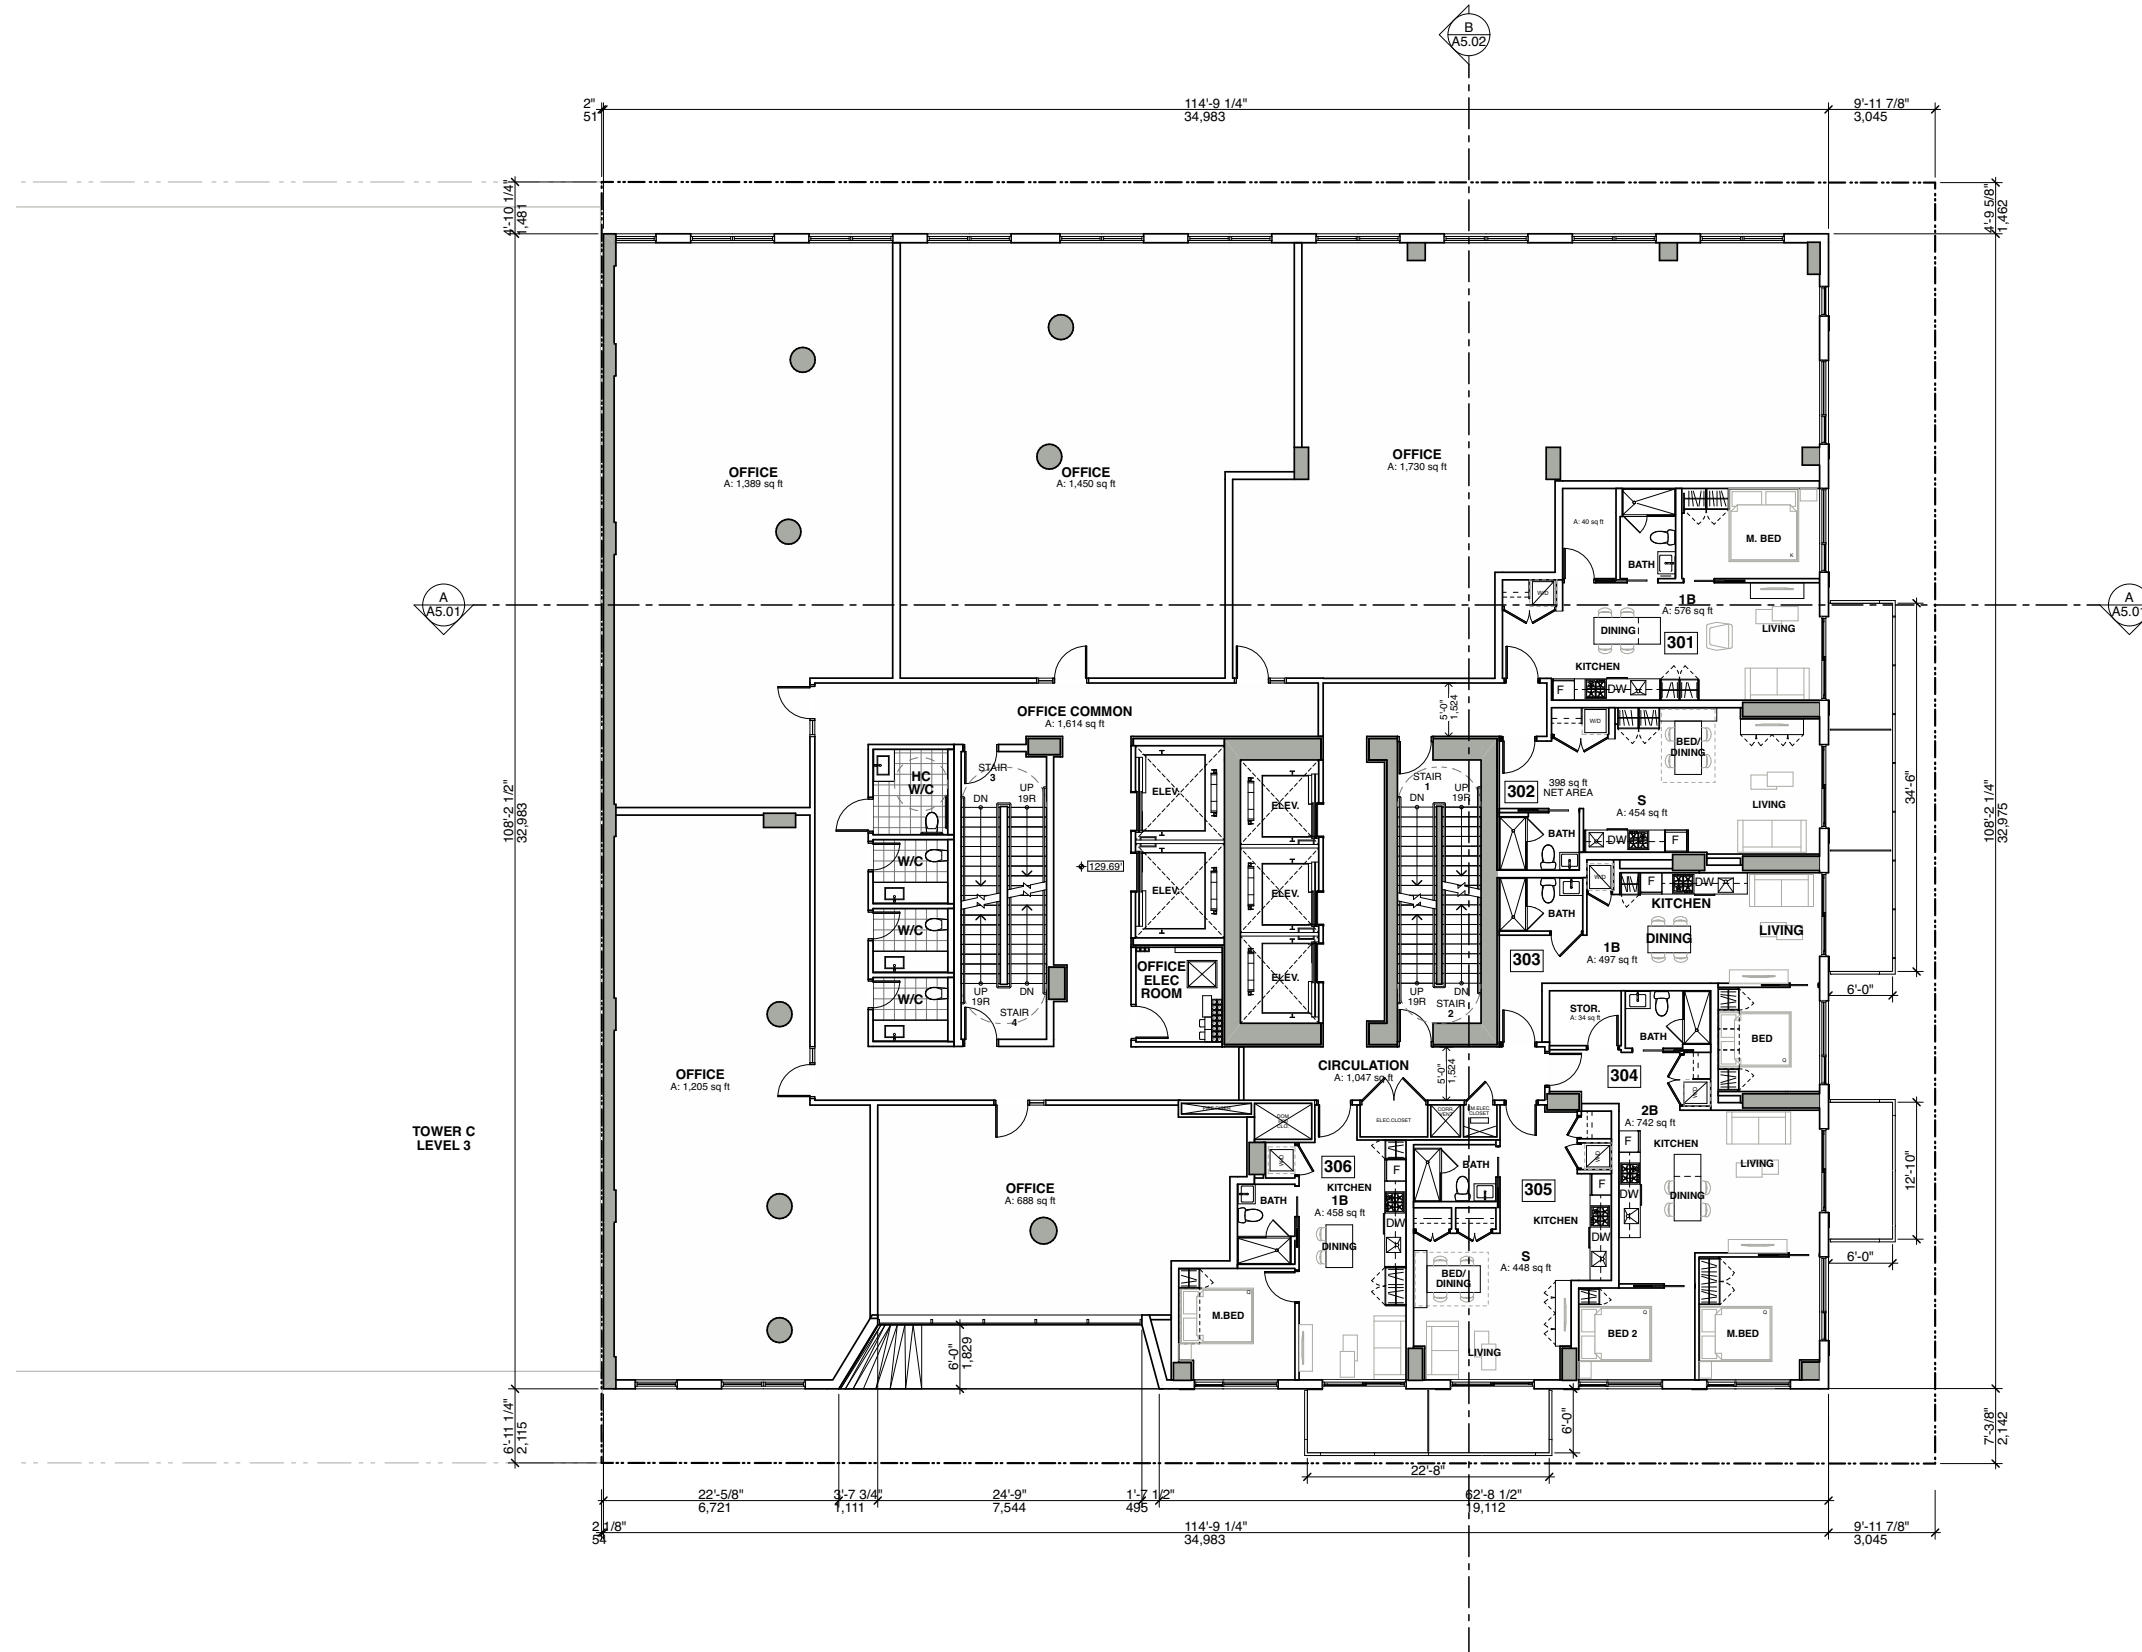 B
A5.02
2"
51
114'-9 1/4"
34,983
9'-11 7/8"
3,045
4'-10 1/4"
1,481
4'-9 5/8"
1,462
OFFICE
A: 1,389 sq ft
OFFICE
A: 1,450 sq ft
OFFICE
A: 1,730 sq ft
A: 40 sq ft
BATH
M. BED
K
A
A5.01
A
A5.01
W/D
1B
A: 576 sq ft
DINING
301
LIVING
KITCHEN
F
DW
34'-6"
108'-2 1/2"
32,983
108'-2 1/4"
32,975
OFFICE COMMON
A: 1,614 sq ft
5'-0"
1,524
W/D
BED/
DINING
HC
W/C
STAIR
3
DN
UP
19R
ELEV.
ELEV.
STAIR
1
DN
UP
19R
302
398 sq ft
NET AREA
S
A: 454 sq ft
LIVING
BATH
DW
F
W/C
129.69'
ELEV.
ELEV.
W/D
F
DW
KITCHEN
BATH
W/C
DINING
LIVING
1B
A: 497 sq ft
303
OFFICE
ELEC
ROOM
ELEV.
W/C
UP
19R
DN
STAIR
4
UP
19R
DN
STAIR
2
6'-0"
STOR.
A: 34 sq ft
BATH
BED
Q
CIRCULATION
A: 1,047 sq ft
5'-0"
1,524
304
W/D
OFFICE
A: 1,205 sq ft
ELEC.CLOSET
2B
A: 742 sq ft
KITCHEN
F
TOWER C
LEVEL 3
W/D
306
BATH
W/D
LIVING
12'-10"
OFFICE
A: 688 sq ft
BATH
KITCHEN
1B
A: 458 sq ft
F
DW
305
F
DW
DINING
KITCHEN
DW
DINING
S
A: 448 sq ft
BED/
DINING
6'-0"
M.BED
Q
BED 2
Q
M.BED
Q
6'-0"
1,829
LIVING
6'-11 1/4"
2,115
6'-0"
7'-3/8"
2,142
22'-8"
22'-5/8"
6,721
3'-7 3/4"
1,111
24'-9"
7,544
1'-7 1/2"
495
62'-8 1/2"
19,112
2 1/8"
54
114'-9 1/4"
34,983
9'-11 7/8"
3,045